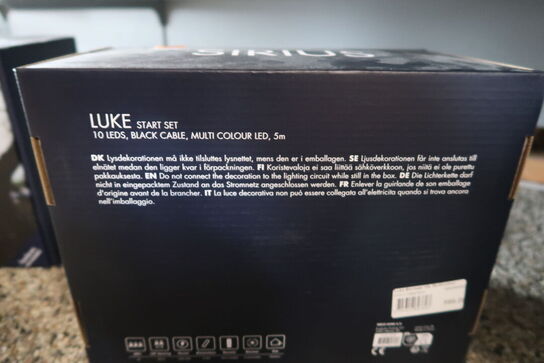 SIRIUS
LUKE START SET
10 LEDS, BLACK CABLE, MULTI COLOUR LED, 5m
DK Lysdekorationen må ikke tilsluttes lysnettet, mens den er i emballagen. SE Ljusdekorationen får inte anslutas till
elnätet medan den ligger kvar i förpackningen. FI Koristevaloja ei saa liittää sähköverkkoon, jos niitä ei ole purettu
pakkauksesta. EN Do not connect the decoration to the lighting circuit while still in the box. DE Die Lichterkette darf
nicht in eingepacktem Zustand an das Stromnetz angeschlossen werden. FR Enlever la guirlande de son emballage
d'origine avant de la brancher. IT La luce decorativa non può essere collegata all'elettricita quando si trova ancora
nell'imballaggio.